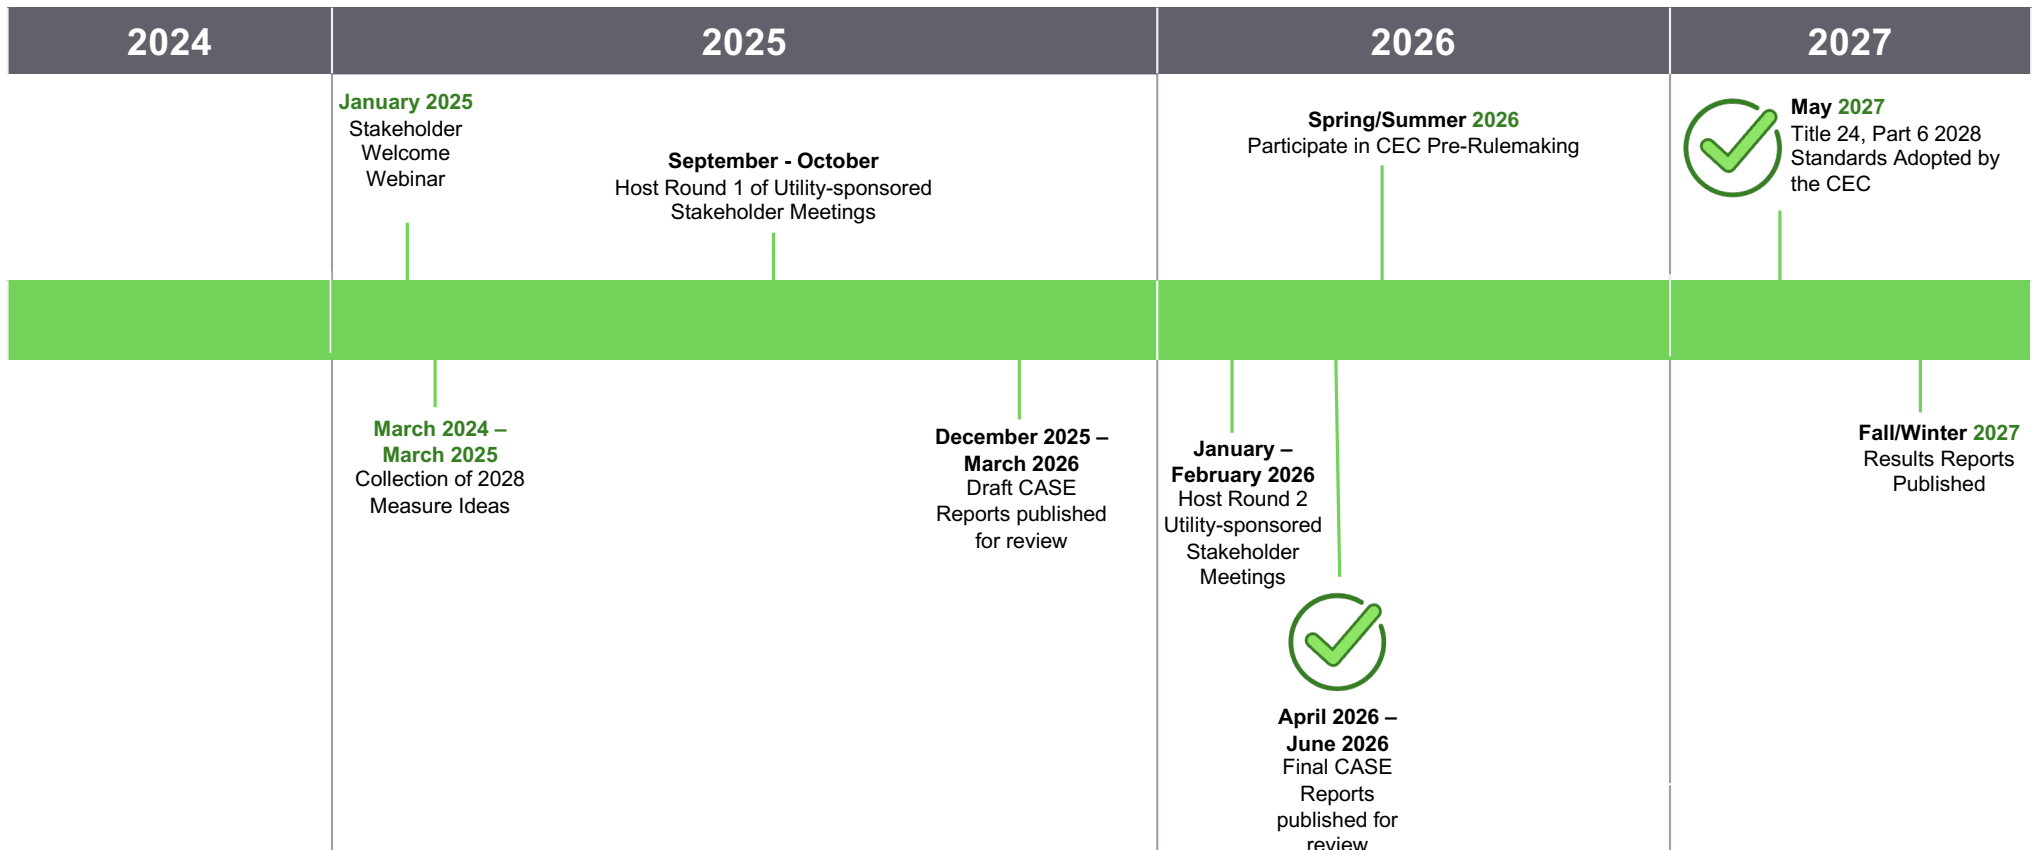 2024
2025
2026
2027
January 2025
Stakeholder
Welcome
Webinar
September - October
Host Round 1 of Utility-sponsored
Stakeholder Meetings
Spring/Summer 2026
Participate in CEC Pre-Rulemaking
May 2027
Title 24, Part 6 2028
Standards Adopted by
the CEC
March 2024 –
March 2025
Collection of 2028
Measure Ideas
December 2025 –
March 2026
Draft CASE
Reports published
for review
January –
February 2026
Host Round 2
Utility-sponsored
Stakeholder
Meetings
April 2026 –
June 2026
Final CASE
Reports
published for
review
Fall/Winter 2027
Results Reports
Published